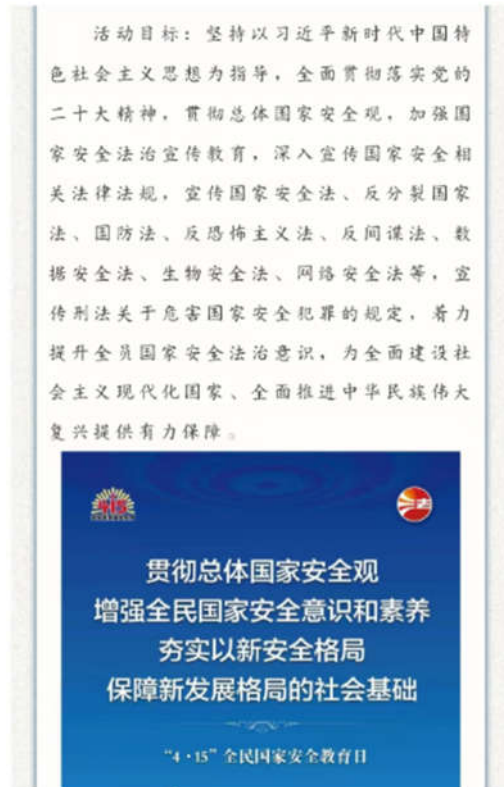 活动目标：坚持以习近平新时代中国特
色社会主义思想为指导，全面贯彻落实党的
二十大精神，贯彻总体国家安全观，加强国
家安全法治宣传教育，深入宣传国家安全相
关法律法规，宣传国家安全法、反分裂国家
法、国防法、反恐怖主义法、反间谍法、数
据安全法、生物安全法、网络安全法等，宣
传刑法关于危害国家安全犯罪的规定，着力
提升全员国家安全法治意识，为全面建设社
会主义现代化国家、全面推进中华民族伟大
复兴提供有力保障。
4·15
贯彻总体国家安全观
增强全民国家安全意识和素养
夯实以新安全格局
保障新发展格局的社会基础
“4·15”全民国家安全教育日